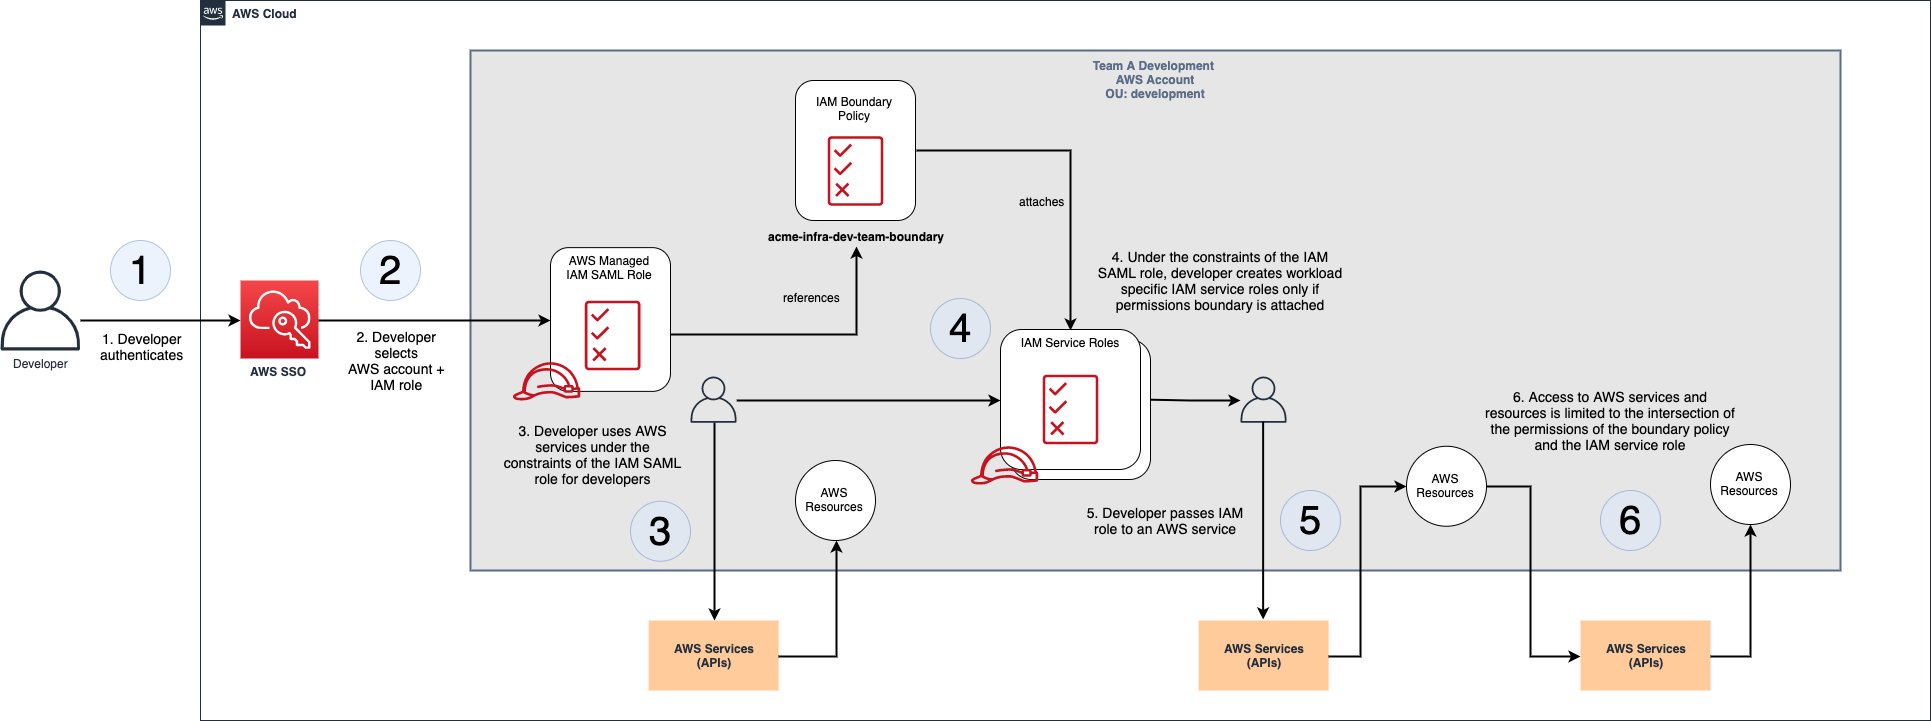 aws
AWS Cloud
Team A Development
AWS Account
OU: development
IAM Boundary
Policy
acme-infra-dev-team-boundary
attaches
references
1
Developer
1. Developer
authenticates
AWS SSO
2
2. Developer
selects
AWS account +
IAM role
AWS Managed
IAM SAML Role
3. Developer uses AWS
services under the
constraints of the IAM SAML
role for developers
3
AWS
Resources
AWS Services
(APIs)
4
4. Under the constraints of the IAM
SAML role, developer creates workload
specific IAM service roles only if
permissions boundary is attached
IAM Service Roles
5. Developer passes IAM
role to an AWS service
5
AWS Services
(APIs)
AWS
Resources
6. Access to AWS services and
resources is limited to the intersection of
the permissions of the boundary policy
and the IAM service role
6
AWS Services
(APIs)
AWS
Resources